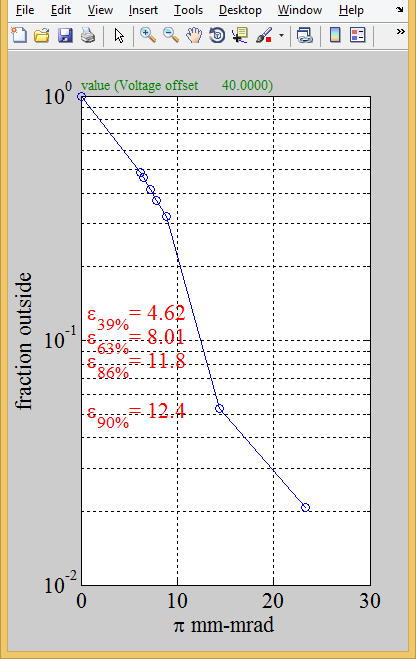 File Edit View Insert Tools Desktop Window Help
value (Voltage offset 40.0000)
10^0
ε39%= 4.62
10^-1
ε63%= 8.01
ε86%= 11.8
ε90%= 12.4
fraction outside
10^-2
0 10 20 30
π mm-mrad